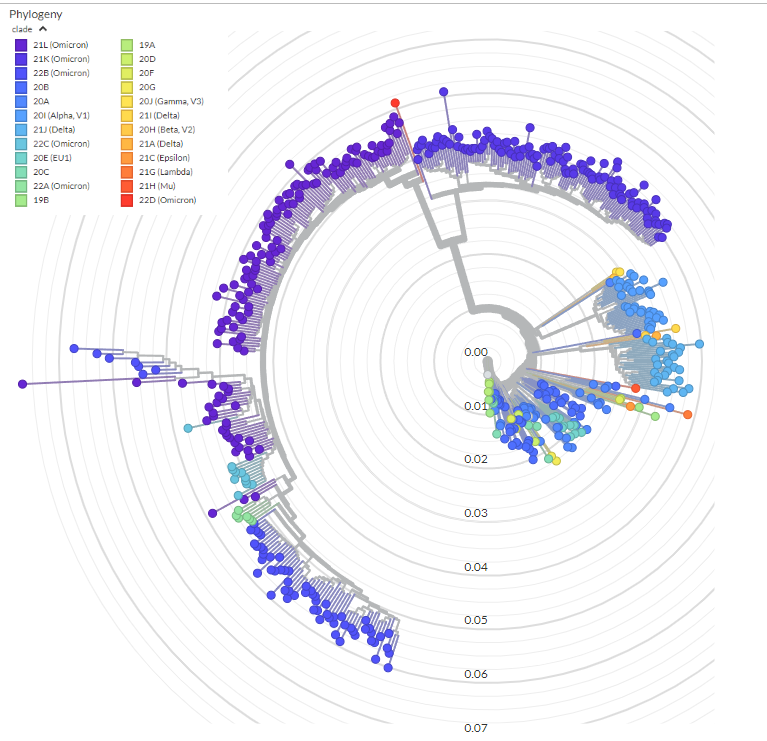 Phylogeny
clade
21L (Omicron)
21K (Omicron)
22B (Omicron)
20B
20A
20I (Alpha, V1)
21J (Delta)
22C (Omicron)
20E (EU1)
20C
22A (Omicron)
19B
19A
20D
20F
20G
20J (Gamma, V3)
21I (Delta)
20H (Beta, V2)
21A (Delta)
21C (Epsilon)
21G (Lambda)
21H (Mu)
22D (Omicron)
0.00
0.01
0.02
0.03
0.04
0.05
0.06
0.07